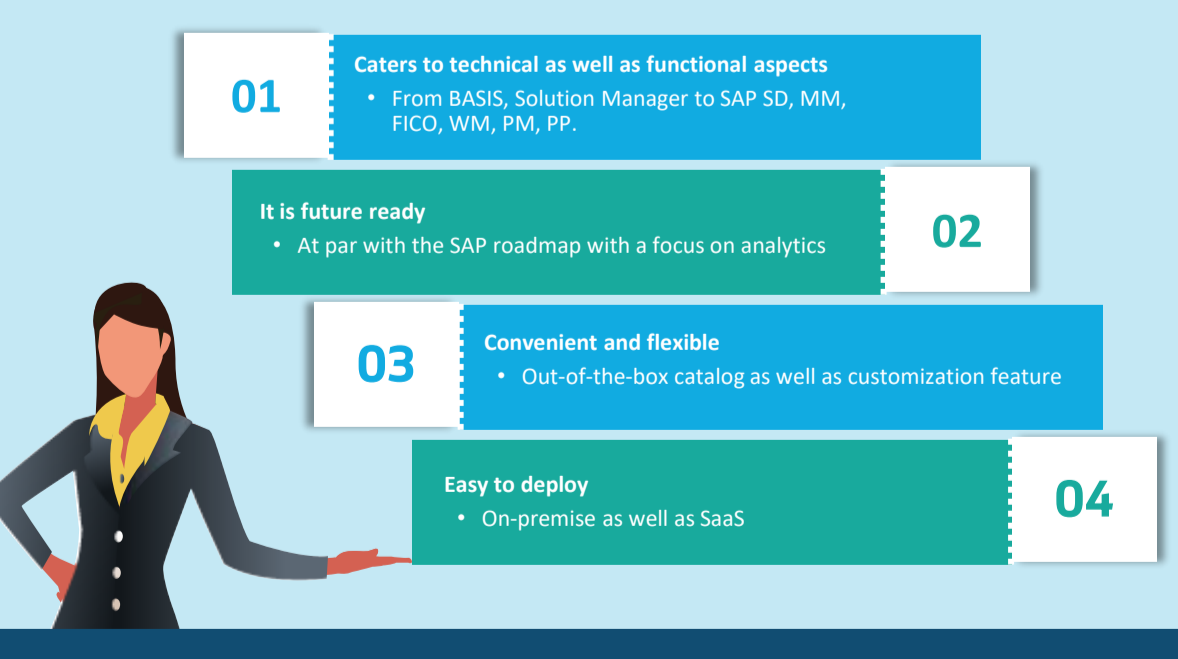 01
Caters to technical as well as functional aspects
• From BASIS, Solution Manager to SAP SD, MM,
FICO, WM, PM, PP.
It is future ready
• At par with the SAP roadmap with a focus on analytics
02
03
Convenient and flexible
• Out-of-the-box catalog as well as customization feature
Easy to deploy
• On-premise as well as SaaS
04